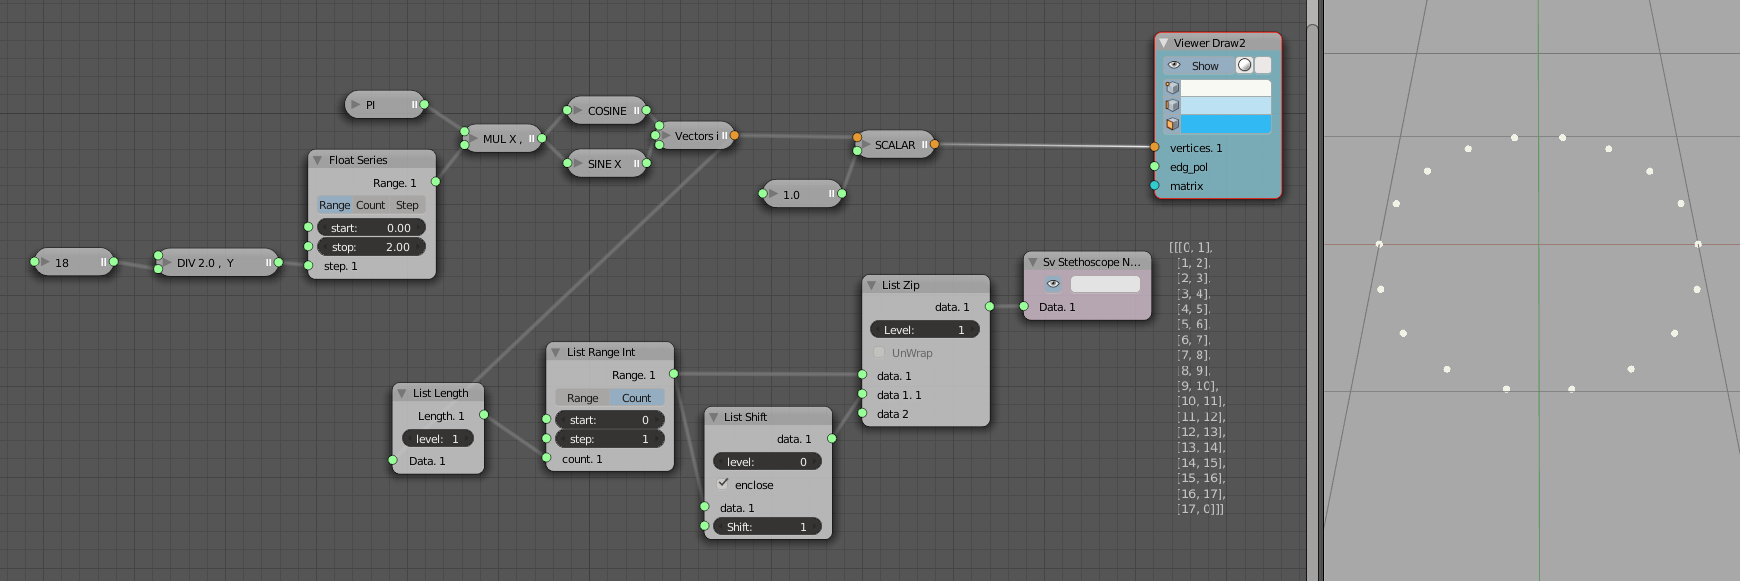 Viewer Draw2
Show
vertices. 1
edg_pol
matrix
PI
MUL X ,
COSINE
SINE X
Vectors i
SCALAR
1.0
Float Series
Range. 1
Range Count Step
start: 0.00
stop: 2.00
step. 1
18
DIV 2.0 , Y
List Length
Length. 1
level: 1
Data. 1
List Range Int
Range. 1
Range Count
start: 0
step: 1
count. 1
List Shift
data. 1
level: 0
enclose
data. 1
Shift: 1
List Zip
data. 1
Level: 1
UnWrap
data. 1
data 1. 1
data 2
Sv Stethoscope N...
Data. 1
[[[0, 1],
[1, 2],
[2, 3],
[3, 4],
[4, 5],
[5, 6],
[6, 7],
[7, 8],
[8, 9],
[9, 10],
[10, 11],
[11, 12],
[12, 13],
[13, 14],
[14, 15],
[15, 16],
[16, 17],
[17, 0]]]